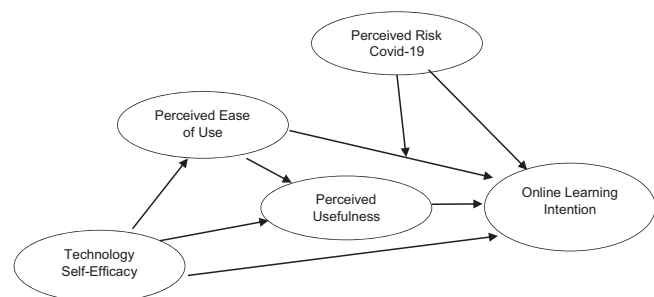 Perceived Risk
Covid-19
Perceived Ease
of Use
Perceived
Usefulness
Online Learning
Intention
Technology
Self-Efficacy